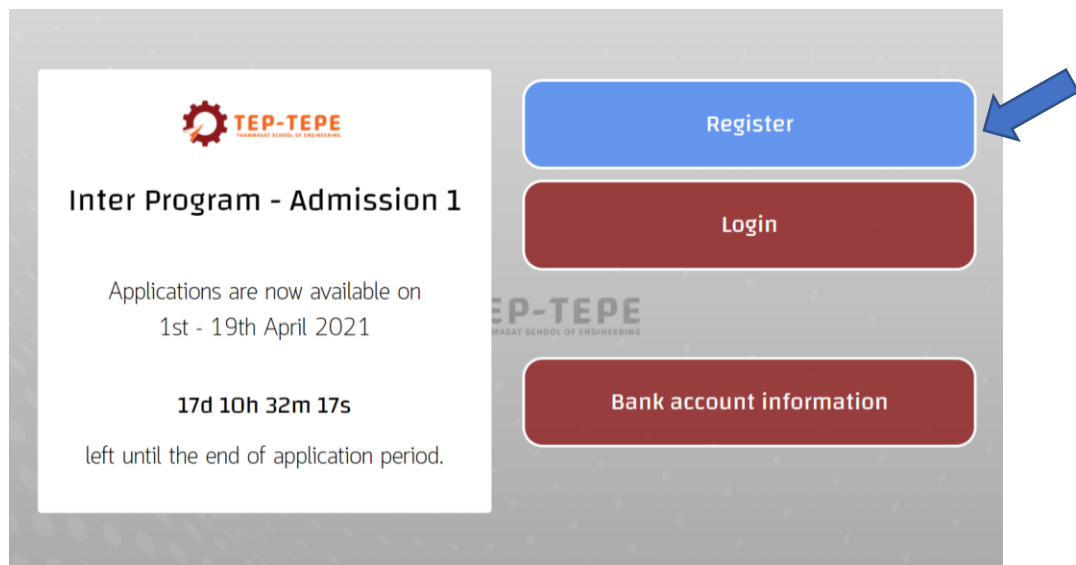 TEP-TEPE
THAMMASAT SCHOOL OF ENGINEERING
Inter Program - Admission 1
Applications are now available on
1st - 19th April 2021
17d 10h 32m 17s
left until the end of application period.
Register
Login
EP-TEPE
MASAT SCHOOL OF ENGINEERING
Bank account information